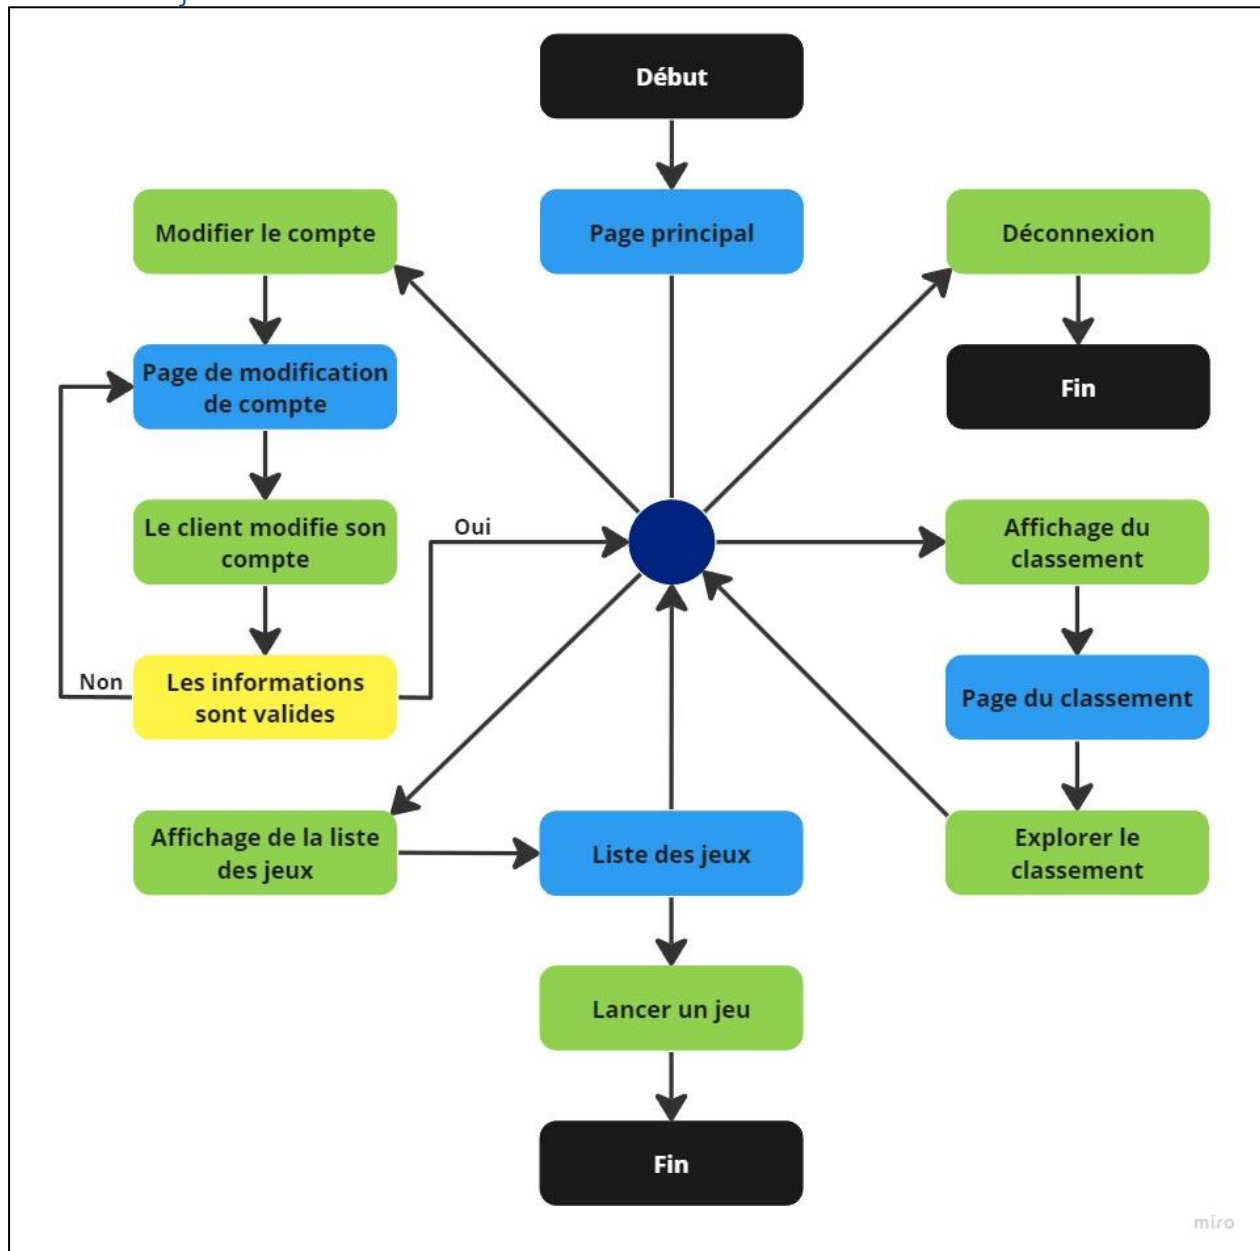 Début
Modifier le compte
Page principal
Déconnexion
Page de modification
de compte
Fin
Le client modifie son
compte
Oui
Affichage du
classement
Non
Les informations
sont valides
Page du classement
Affichage de la liste
des jeux
Liste des jeux
Explorer le
classement
Lancer un jeu
Fin
miro